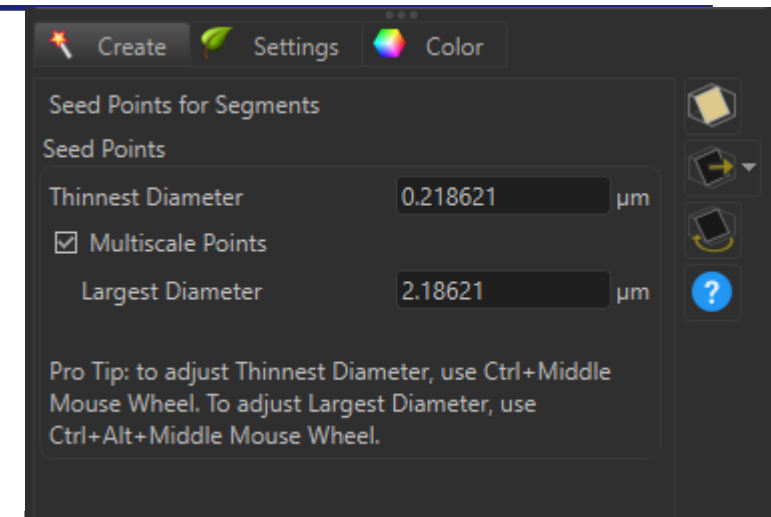 Create Settings Color
Seed Points for Segments
Seed Points
Thinnest Diameter 0.218621 µm
Multiscale Points
Largest Diameter 2.18621 µm
?
Pro Tip: to adjust Thinnest Diameter, use Ctrl+Middle
Mouse Wheel. To adjust Largest Diameter, use
Ctrl+Alt+Middle Mouse Wheel.